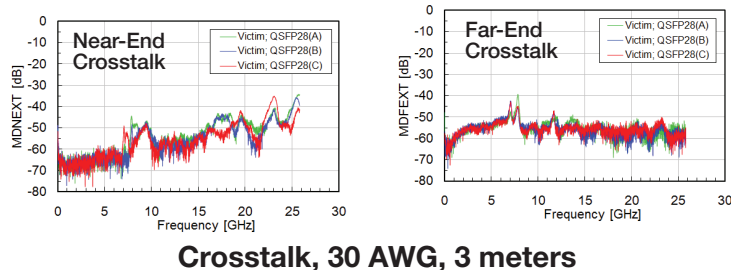 Near-End
Crosstalk
Victim; QSFP28(A)
Victim; QSFP28(B)
Victim; QSFP28(C)
MDNEXT [dB]
0
-10
-20
-30
-40
-50
-60
-70
-80
0 5 10 15 20 25 30
Frequency [GHz]
Far-End
Crosstalk
Victim; QSFP28(A)
Victim; QSFP28(B)
Victim; QSFP28(C)
MDFEXT [dB]
0
-10
-20
-30
-40
-50
-60
-70
-80
0 5 10 15 20 25 30
Frequency [GHz]
Crosstalk, 30 AWG, 3 meters